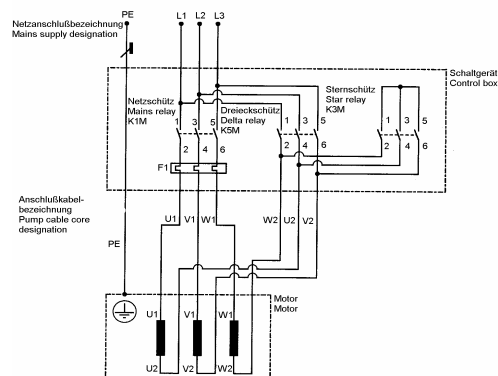 Netzanschlußbezeichnung
Mains supply designation
PE
L1 L2 L3
Schaltgerät
Control box
Netzschütz
Mains relay
K1M
Dreieckschütz
Delta relay
K5M
Sternschütz
Star relay
K3M
1 3 5
1 3 5
1 3 5
2 4 6
2 4 6
2 4 6
F1
Anschlußkabel-
bezeichnung
Pump cable core
designation
U1 V1 W1
W2 U2 V2
PE
Motor
Motor
U1 V1 W1
U2 V2 W2